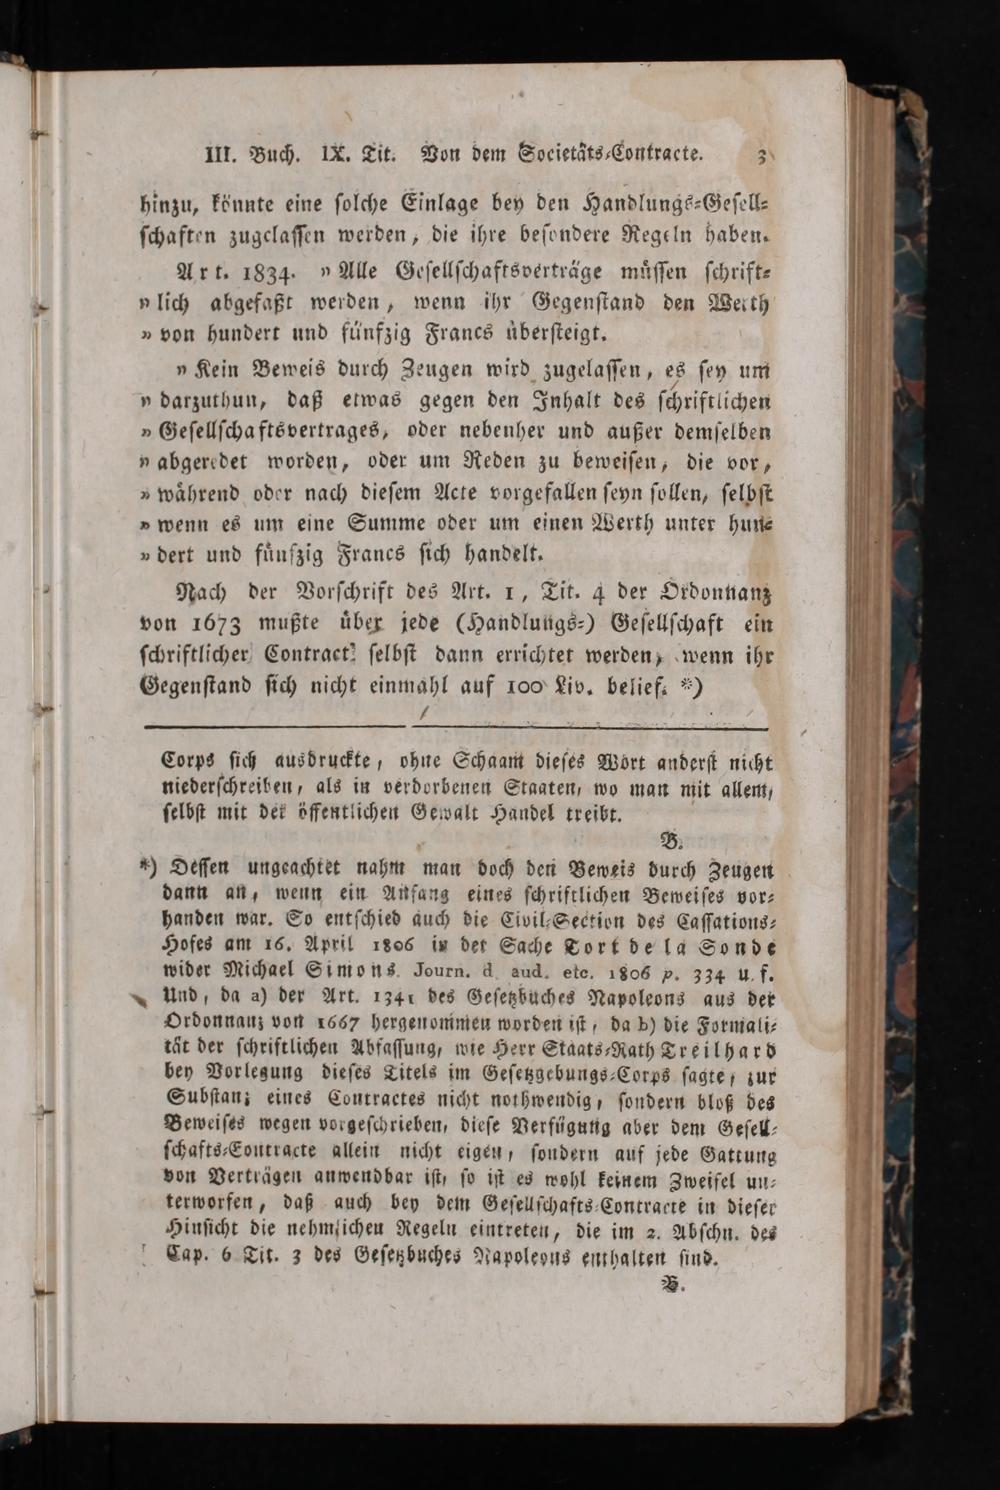 III. Buch. IX. Tit. Von dem Societäts-Contracte. 3
hinzu, könnte eine solche Einlage bey den Handlungs-Gesell-
schaften zugelassen werden, die ihre besondere Regeln haben.
Art. 1834. » Alle Gesellschaftsverträge müssen schrift-
» lich abgefaßt werden, wenn ihr Gegenstand den Werth
» von hundert und fünfzig Francs übersteigt.
» Kein Beweis durch Zeugen wird zugelassen, es sey um
» darzuthun, daß etwas gegen den Inhalt des schriftlichen
» Gesellschaftsvertrages, oder nebenher und außer demselben
» abgeredet worden, oder um Reden zu beweisen, die vor,
» während oder nach diesem Acte vorgefallen seyn sollen, selbst
» wenn es um eine Summe oder um einen Werth unter hun-
» dert und fünfzig Francs sich handelt.
Nach der Vorschrift des Art. 1, Tit. 4 der Ordonnanz
von 1673 mußte über jede (Handlungs-) Gesellschaft ein
schriftlicher Contract selbst dann errichtet werden, wenn ihr
Gegenstand sich nicht einmahl auf 100 Liv. belief. *)
Corps sich ausdruckte, ohne Schaam dieses Wort anderst nicht
niederschreiben, als in verdorbenen Staaten, wo man mit allem,
selbst mit der öffentlichen Gewalt Handel treibt.
B.
*) Dessen ungeachtet nahm man doch den Beweis durch Zeugen
dann an, wenn ein Anfang eines schriftlichen Beweises vor-
handen war. So entschied auch die Civil-Section des Cassations-
Hofes am 16. April 1806 in der Sache Tort de la Sonde
wider Michael Simons. Journ. d. aud. etc. 1806 p. 334 u. f.
Und, da a) der Art. 1341 des Gesetzbuches Napoleons aus der
Ordonnanz von 1667 hergenommen worden ist, da b) die Formali-
tät der schriftlichen Abfassung, wie Herr Staats-Rath Treilhard
bey Vorlegung dieses Titels im Gesetzgebungs-Corps sagte, zur
Substanz eines Contractes nicht nothwendig, sondern bloß des
Beweises wegen vorgeschrieben, diese Verfügung aber dem Gesell-
schafts-Contracte allein nicht eigen, sondern auf jede Gattung
von Verträgen anwendbar ist, so ist es wohl keinem Zweifel un-
terworfen, daß auch bey dem Gesellschafts-Contracte in dieser
Hinsicht die nehmlichen Regeln eintreten, die im 2. Abschn. des
Cap. 6 Tit. 3 des Gesetzbuches Napoleons enthalten sind.
B.